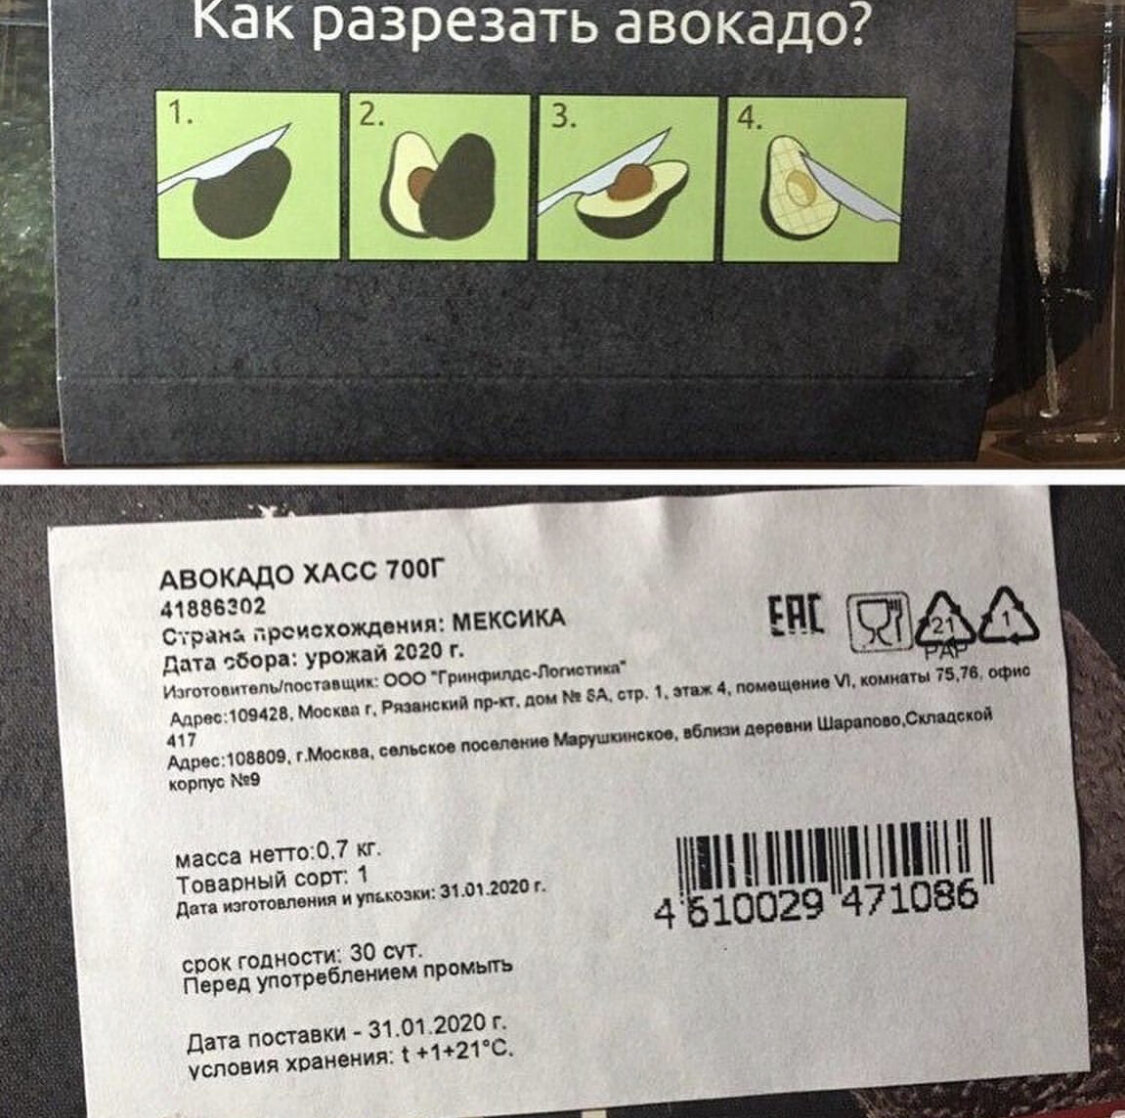 Как разрезать авокадо?
1.
2.
3.
4.
АВОКАДО ХАСС 700Г
41886302
Страна происхождения: МЕКСИКА
Дата сбора: урожай 2020 г.
Изготовитель/поставщик: ООО "Гринфилдс-Логистика"
Адрес:109428, Москва г, Рязанский пр-кт, дом № 8А, стр. 1, этаж 4, помещение VI, комнаты 75,76, офис
417
Адрес:108809, г.Москва, сельское поселение Марушкинское, вблизи деревни Шарапово,Складской
корпус №9
EAC
21
PAP
1
масса нетто:0,7 кг.
Товарный сорт: 1
Дата изготовления и упаковки: 31.01.2020 г.
4 610029 471086
срок годности: 30 сут.
Перед употреблением промыть
Дата поставки - 31.01.2020 г.
условия хранения: t +1+21°С.